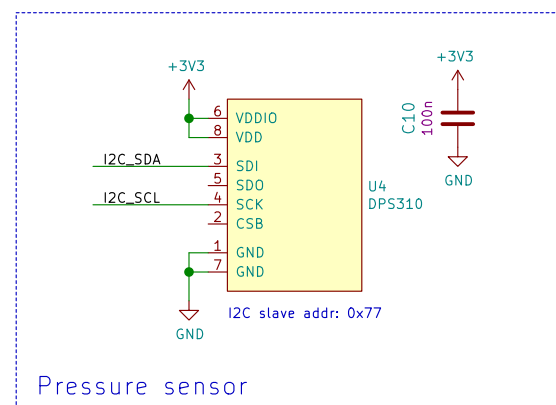 +3V3
+3V3
6 VDDIO
8 VDD
C10
100n
I2C_SDA 3 SDI
5 SDO
I2C_SCL 4 SCK
2 CSB
U4
DPS310
GND
1 GND
7 GND
I2C slave addr: 0x77
GND
Pressure sensor